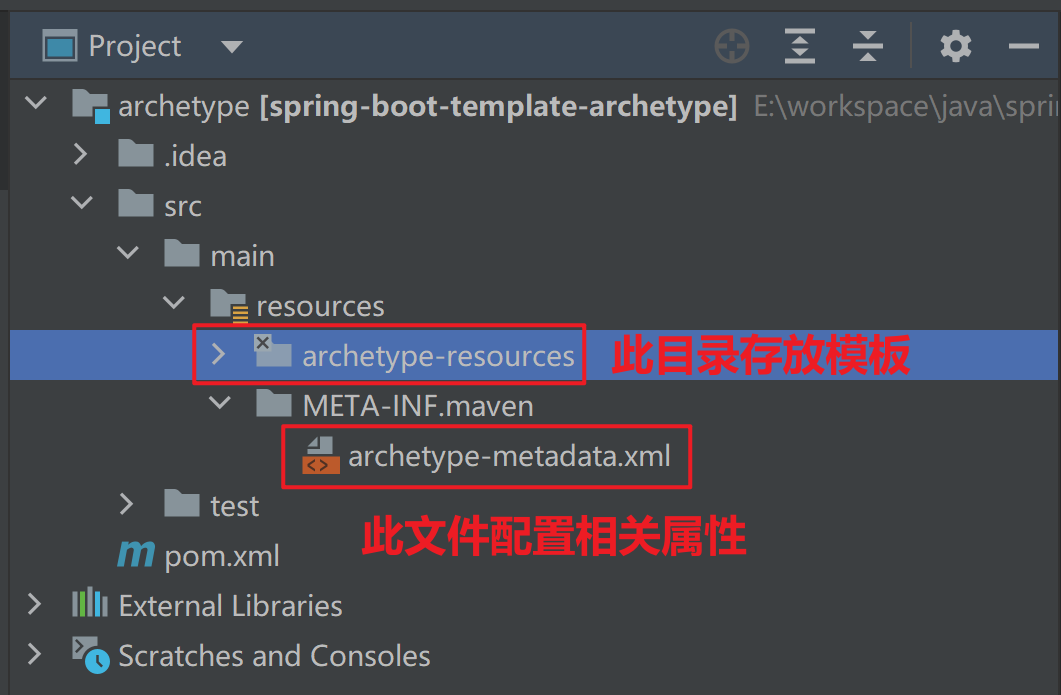 Project
archetype [spring-boot-template-archetype] E:\workspace\java\spri
.idea
src
main
resources
archetype-resources 此目录存放模板
META-INF.maven
archetype-metadata.xml
test
此文件配置相关属性
pom.xml
External Libraries
Scratches and Consoles